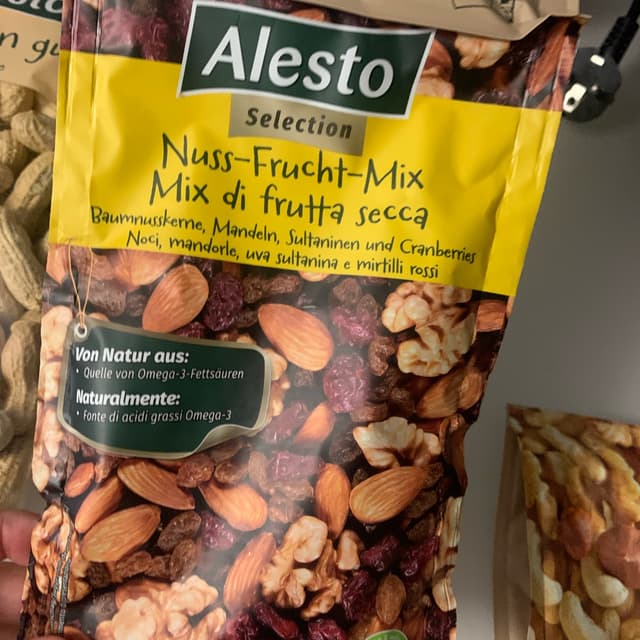 Alesto
Selection
Nuss-Frucht-Mix
Mix di frutta secca
Baumnusskerne, Mandeln, Sultaninen und Cranberries
Noci, mandorle, uva sultanina e mirtilli rossi
Von Natur aus:
• Quelle von Omega-3-Fettsäuren
Naturalmente:
• Fonte di acidi grassi Omega-3